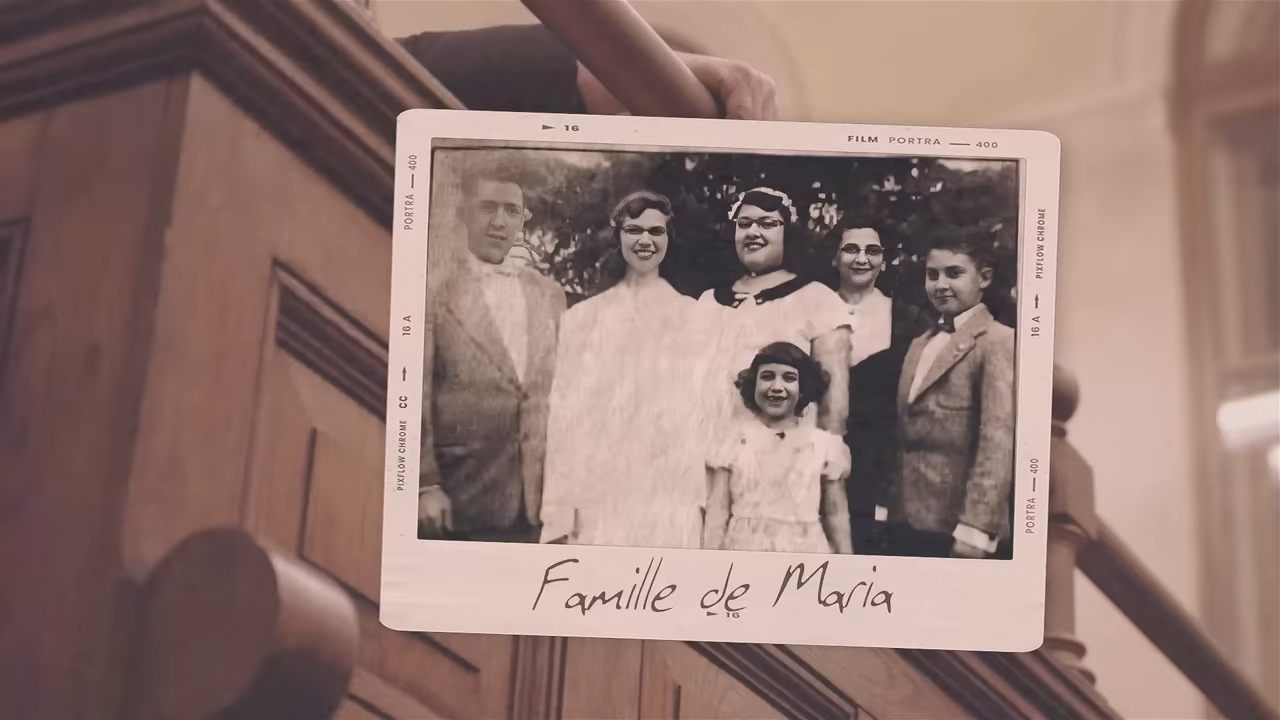 ► 16
FILM PORTRA — 400
PORTRA — 400
16 A
PIXFLOW CHROME CC →
PIXFLOW CHROME
16 A →
PORTRA — 400
Famille de Maria
► 16